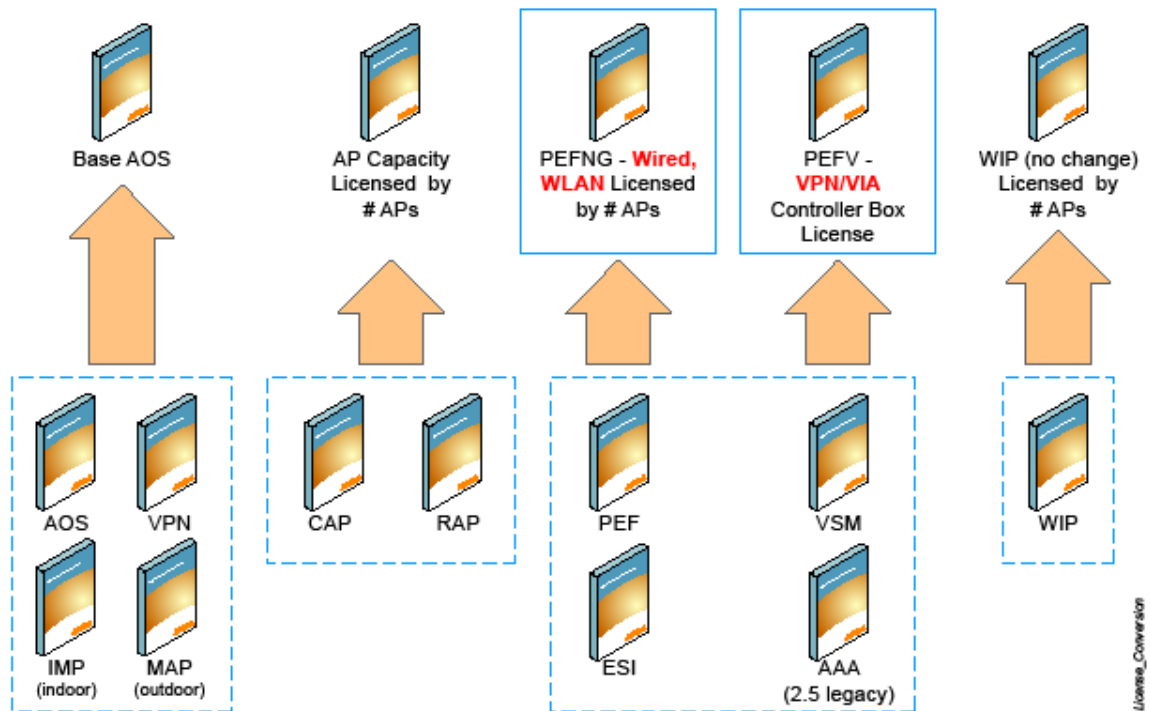 Base AOS
AP Capacity
Licensed by
# APs
PEFNG - Wired,
WLAN Licensed
by # APs
PEFV -
VPN/VIA
Controller Box
License
WIP (no change)
Licensed by
# APs
AOS
VPN
CAP
RAP
PEF
VSM
WIP
IMP
(indoor)
MAP
(outdoor)
ESI
AAA
(2.5 legacy)
License_Conversion